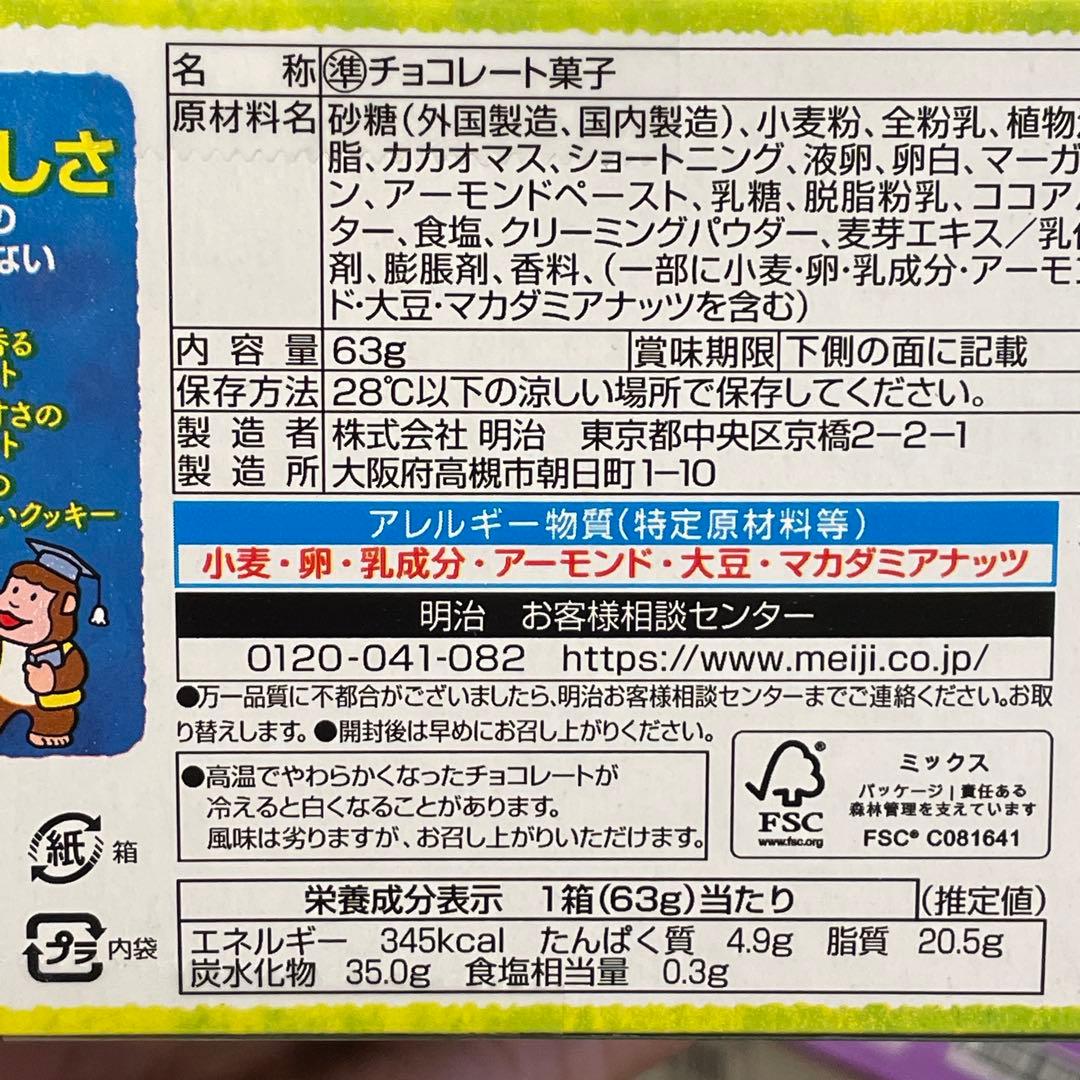 しさ
の
ない
香る
ト
すさの
ト
の
いクッキー
名称 準チョコレート菓子
原材料名 砂糖(外国製造、国内製造)、小麦粉、全粉乳、植物
脂、カカオマス、ショートニング、液卵、卵白、マーガ
ン、アーモンドペースト、乳糖、脱脂粉乳、ココア
ター、食塩、クリーミングパウダー、麦芽エキス/乳
剤、膨脹剤、香料、(一部に小麦・卵・乳成分・アーモ
ド・大豆・マカダミアナッツを含む)
内容量 63g 賞味期限 下側の面に記載
保存方法 28℃以下の涼しい場所で保存してください。
製造者 株式会社 明治 東京都中央区京橋2-2-1
製造所 大阪府高槻市朝日町1-10
アレルギー物質(特定原材料等)
小麦・卵・乳成分・アーモンド・大豆・マカダミアナッツ
明治 お客様相談センター
0120-041-082 https://www.meiji.co.jp/
●万一品質に不都合がございましたら、明治お客様相談センターまでご連絡ください。お取
り替えします。●開封後は早めにお召し上がりください。
●高温でやわらかくなったチョコレートが
冷えると白くなることがあります。
風味は劣りますが、お召し上がりいただけます。
FSC
www.fsc.org
ミックス
パッケージ | 責任ある
森林管理を支えています
FSC® C081641
紙 箱
プラ 内袋
栄養成分表示 1箱(63g)当たり (推定値)
エネルギー 345kcal たんぱく質 4.9g 脂質 20.5g
炭水化物 35.0g 食塩相当量 0.3g